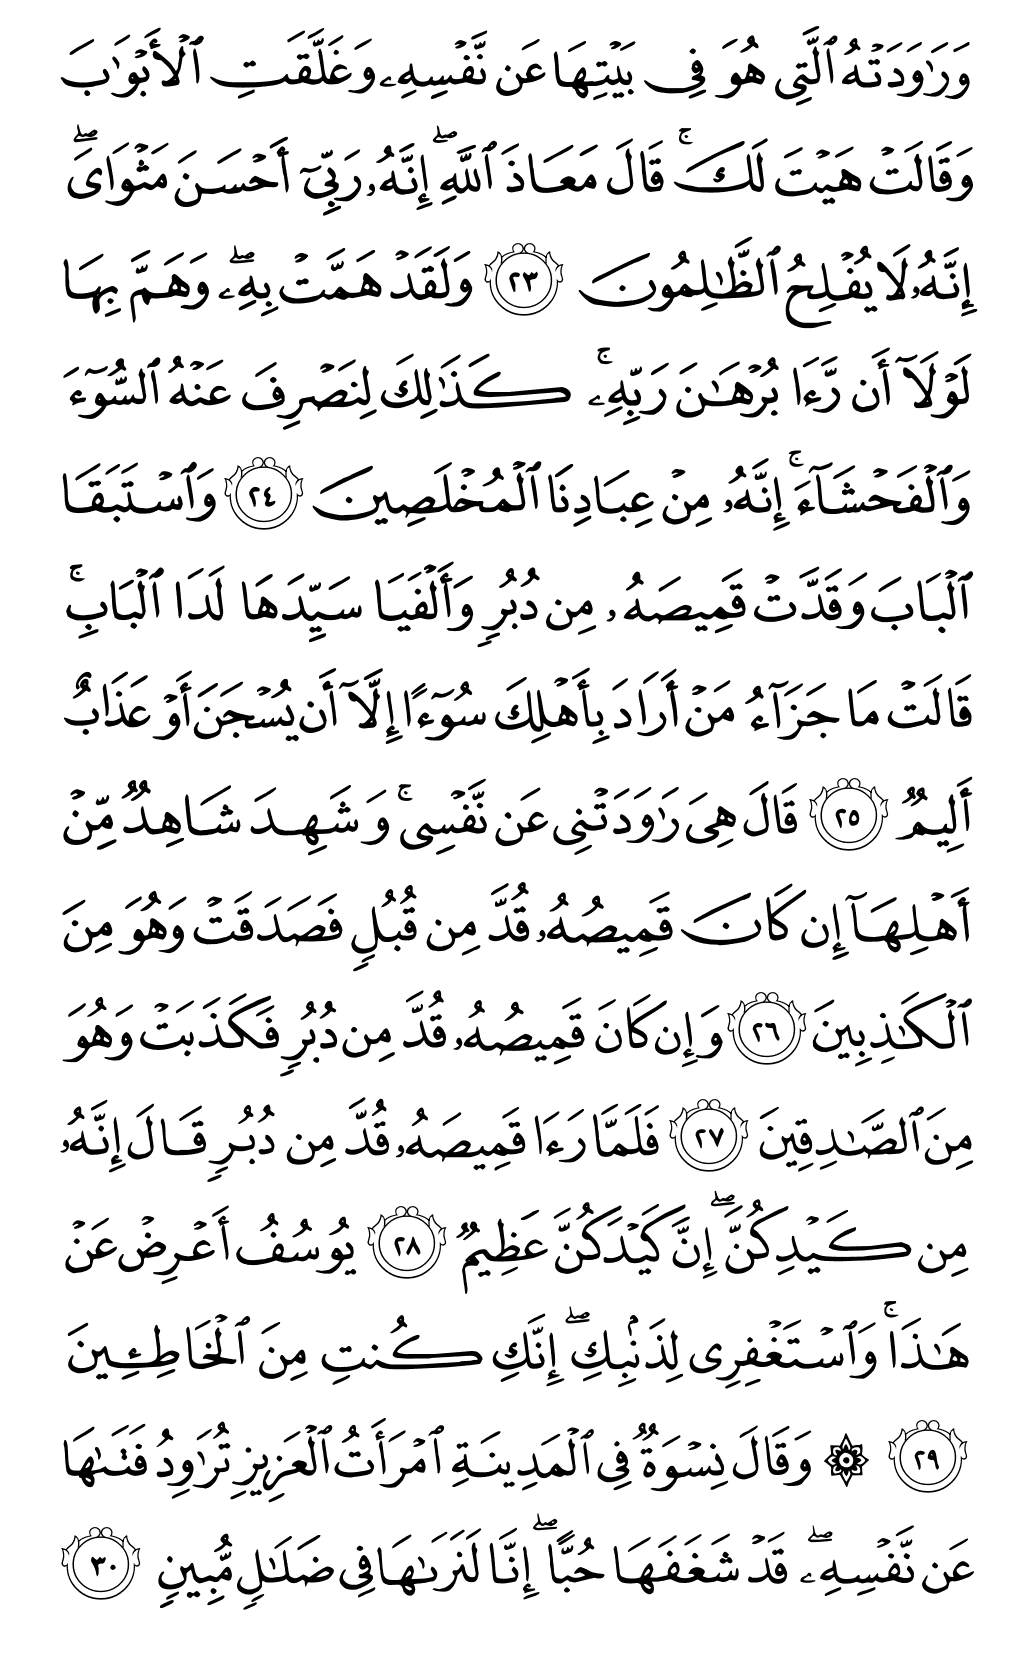 وَرَٰوَدَتْهُ ٱلَّتِى هُوَ فِى بَيْتِهَا عَن نَّفْسِهِۦ وَغَلَّقَتِ ٱلْأَبْوَٰبَ
وَقَالَتْ هَيْتَ لَكَ ۚ قَالَ مَعَاذَ ٱللَّهِ ۖ إِنَّهُۥ رَبِّىٓ أَحْسَنَ مَثْوَاىَ ۖ
إِنَّهُۥ لَا يُفْلِحُ ٱلظَّٰلِمُونَ ٢٣ وَلَقَدْ هَمَّتْ بِهِۦ ۖ وَهَمَّ بِهَا
لَوْلَآ أَن رَّءَا بُرْهَٰنَ رَبِّهِۦ ۚ كَذَٰلِكَ لِنَصْرِفَ عَنْهُ ٱلسُّوٓءَ
وَٱلْفَحْشَآءَ ۚ إِنَّهُۥ مِنْ عِبَادِنَا ٱلْمُخْلَصِينَ ٢٤ وَٱسْتَبَقَا
ٱلْبَابَ وَقَدَّتْ قَمِيصَهُۥ مِن دُبُرٍ وَأَلْفَيَا سَيِّدَهَا لَدَا ٱلْبَابِ ۚ
قَالَتْ مَا جَزَآءُ مَنْ أَرَادَ بِأَهْلِكَ سُوٓءًا إِلَّآ أَن يُسْجَنَ أَوْ عَذَابٌ
أَلِيمٌ ٢٥ قَالَ هِىَ رَٰوَدَتْنِى عَن نَّفْسِى ۚ وَشَهِدَ شَاهِدٌ مِّنْ
أَهْلِهَآ إِن كَانَ قَمِيصُهُۥ قُدَّ مِن قُبُلٍ فَصَدَقَتْ وَهُوَ مِنَ
ٱلْكَٰذِبِينَ ٢٦ وَإِن كَانَ قَمِيصُهُۥ قُدَّ مِن دُبُرٍ فَكَذَبَتْ وَهُوَ
مِنَ ٱلصَّٰدِقِينَ ٢٧ فَلَمَّا رَءَا قَمِيصَهُۥ قُدَّ مِن دُبُرٍ قَالَ إِنَّهُۥ
مِن كَيْدِكُنَّ ۖ إِنَّ كَيْدَكُنَّ عَظِيمٌ ٢٨ يُوسُفُ أَعْرِضْ عَنْ
هَٰذَا ۚ وَٱسْتَغْفِرِى لِذَنۢبِكِ ۖ إِنَّكِ كُنتِ مِنَ ٱلْخَاطِـِٔينَ
٢٩ ۞ وَقَالَ نِسْوَةٌ فِى ٱلْمَدِينَةِ ٱمْرَأَتُ ٱلْعَزِيزِ تُرَٰوِدُ فَتَىٰهَا
عَن نَّفْسِهِۦ ۖ قَدْ شَغَفَهَا حُبًّا ۖ إِنَّا لَنَرَىٰهَا فِى ضَلَٰلٍ مُّبِينٍ ٣٠